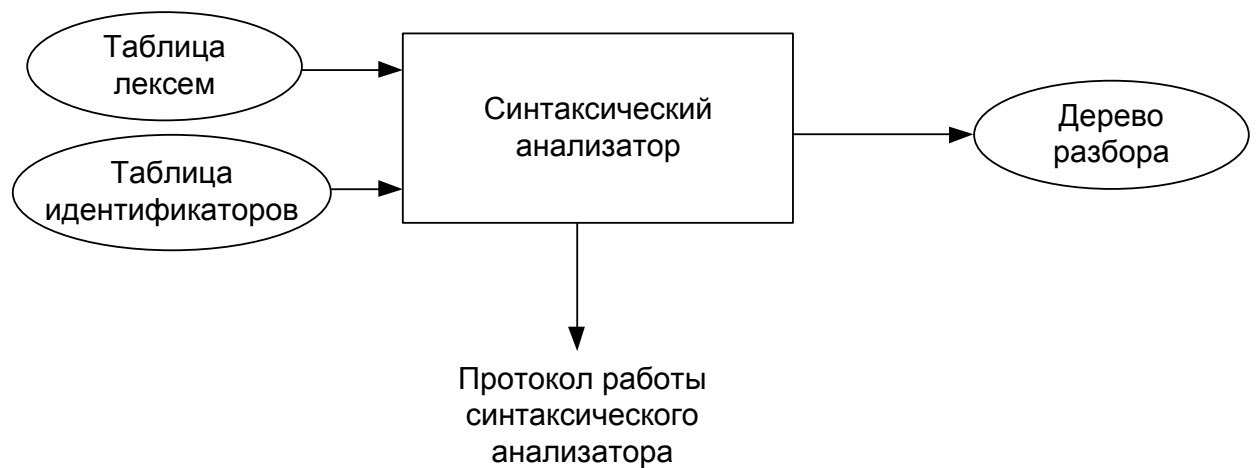 Таблица
лексем
Синтаксический
анализатор
Дерево
разбора
Таблица
идентификаторов
Протокол работы
синтаксического
анализатора